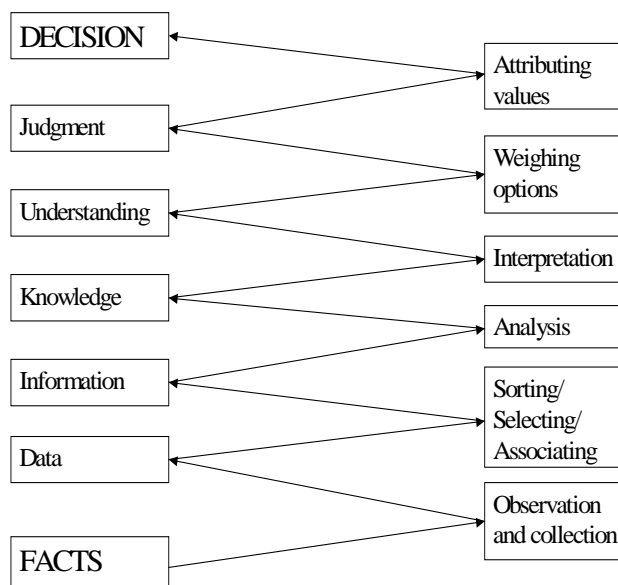 DECISION
Attributing
values
Judgment
Weighing
options
Understanding
Interpretation
Knowledge
Analysis
Information
Sorting/
Selecting/
Associating
Data
Observation
and collection
FACTS